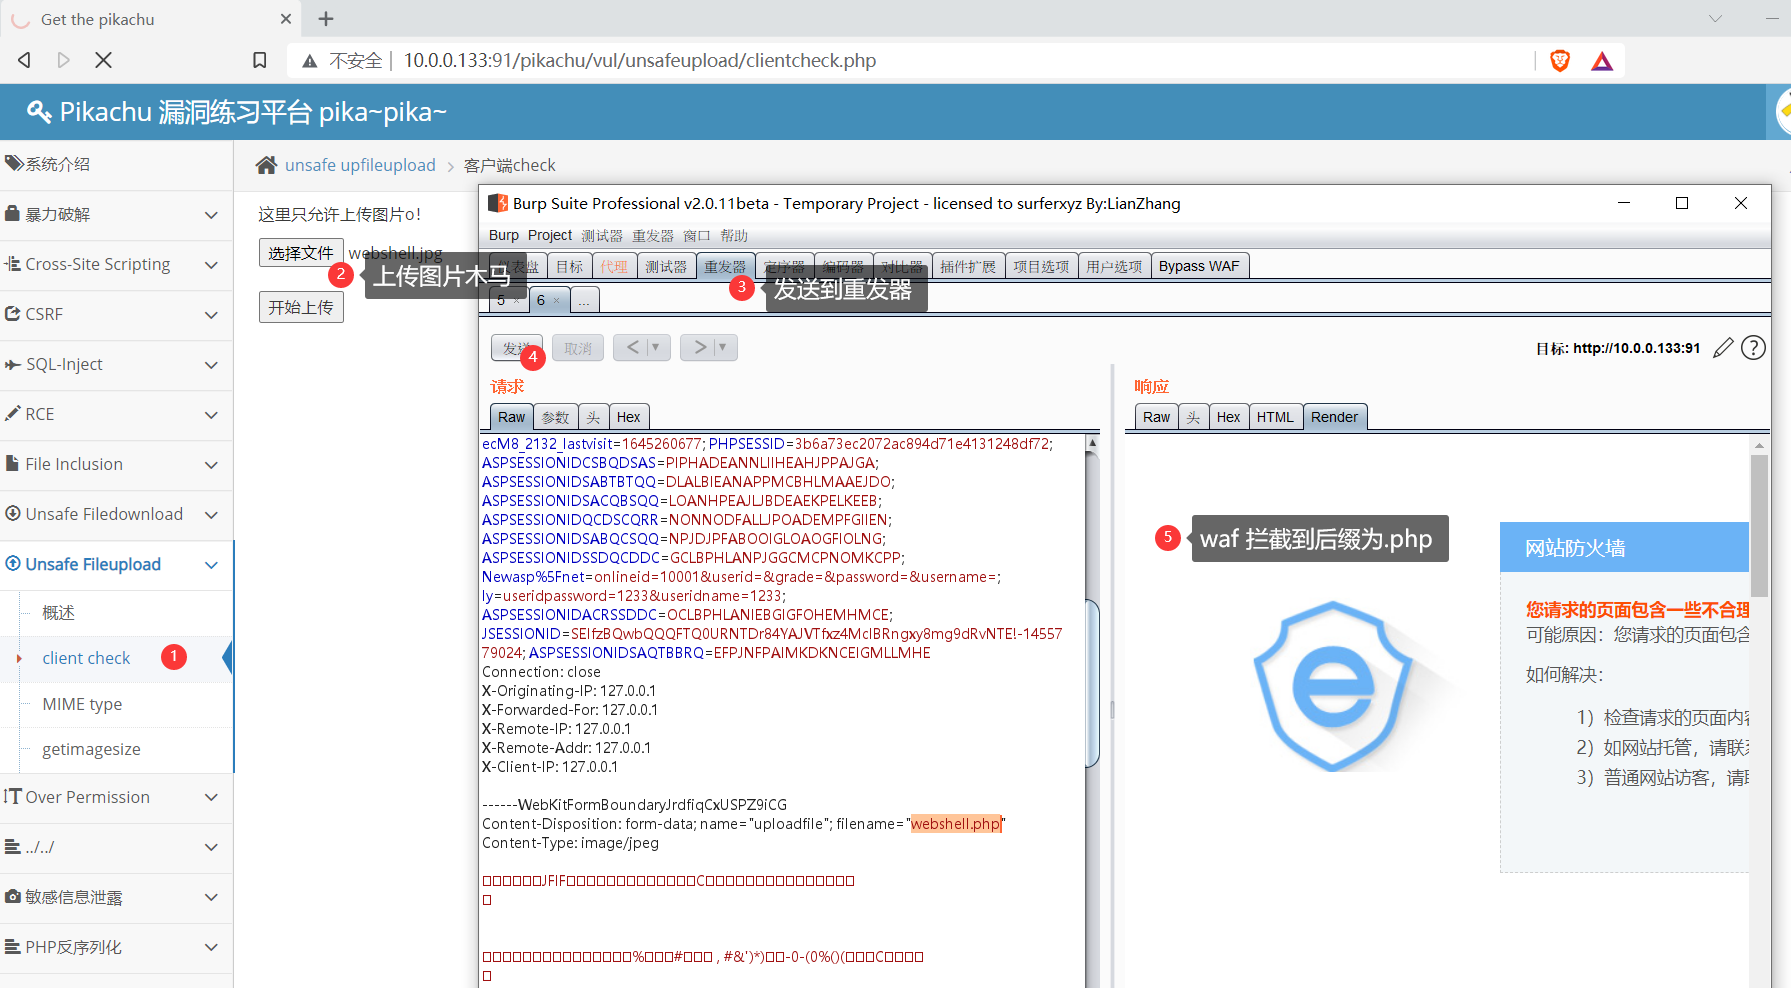 Get the pikachu
不安全 | 10.0.0.133:91/pikachu/vul/unsafeupload/clientcheck.php
Pikachu 漏洞练习平台 pika~pika~
系统介绍
暴力破解
Cross-Site Scripting
CSRF
SQL-Inject
RCE
File Inclusion
Unsafe Filedownload
Unsafe Fileupload
概述
client check 1
MIME type
getimagesize
Over Permission
../../
敏感信息泄露
PHP反序列化
unsafe upfileupload > 客户端check
这里只允许上传图片o!
选择文件 webshell.jpg
2 上传图片木马
开始上传
Burp Suite Professional v2.0.11beta - Temporary Project - licensed to surferxyz By:LianZhang
Burp Project 测试器 重发器 窗口 帮助
仪表盘 目标 代理 测试器 重发器 定序器 编码器 对比器 插件扩展 项目选项 用户选项 Bypass WAF
3 发送到重发器
5 × 6 × ...
发送 4 取消 < > 目标: http://10.0.0.133:91
请求
Raw 参数 头 Hex
ecM8_2132_lastvisit=1645260677; PHPSESSID=3b6a73ec2072ac894d71e4131248df72;
ASPSESSIONIDCSBQDSAS=PIPHADEANNLIIHEAHJPPAJGA;
ASPSESSIONIDSABTBTQQ=DLALBIEANAPPMCBHLMAAEJDO;
ASPSESSIONIDSACQBSQQ=LOANHPEAJLJBDEAEKPELKEEB;
ASPSESSIONIDQCDSCQRR=NONNODFALLJPOADEMPFGIIEN;
ASPSESSIONIDSABQCSQQ=NPJDJPFABOOIGLOAOGFIOLNG;
ASPSESSIONIDSSDQCDDC=GCLBPHLANPJGGCMCPNOMKCPP;
Newasp%5Fnet=onlineid=10001&userid=&grade=&password=&username=;
ly=useridpassword=1233&useridname=1233;
ASPSESSIONIDACRSSDDC=OCLBPHLANIEBGIGFOHEMHMCE;
JSESSIONID=SEIfzBQwbQQQFTQ0URNTDr84YAJVTfxz4McIBRngxy8mg9dRvNTE!-14557
79024; ASPSESSIONIDSAQTBBRQ=EFPJNFPAIMKDKNCEIGMLLMHE
Connection: close
X-Originating-IP: 127.0.0.1
X-Forwarded-For: 127.0.0.1
X-Remote-IP: 127.0.0.1
X-Remote-Addr: 127.0.0.1
X-Client-IP: 127.0.0.1
------WebKitFormBoundaryJrdfiqCxUSPZ9iCG
Content-Disposition: form-data; name="uploadfile"; filename="webshell.php"
Content-Type: image/jpeg
JFIF C
% # , #&')*) -0-(0%()( C
响应
Raw 头 Hex HTML Render
5 waf 拦截到后缀为.php
网站防火墙
您请求的页面包含一些不合理
可能原因：您请求的页面包含
如何解决：
1）检查请求的页面内容
2）如网站托管，请联系
3）普通网站访客，请联